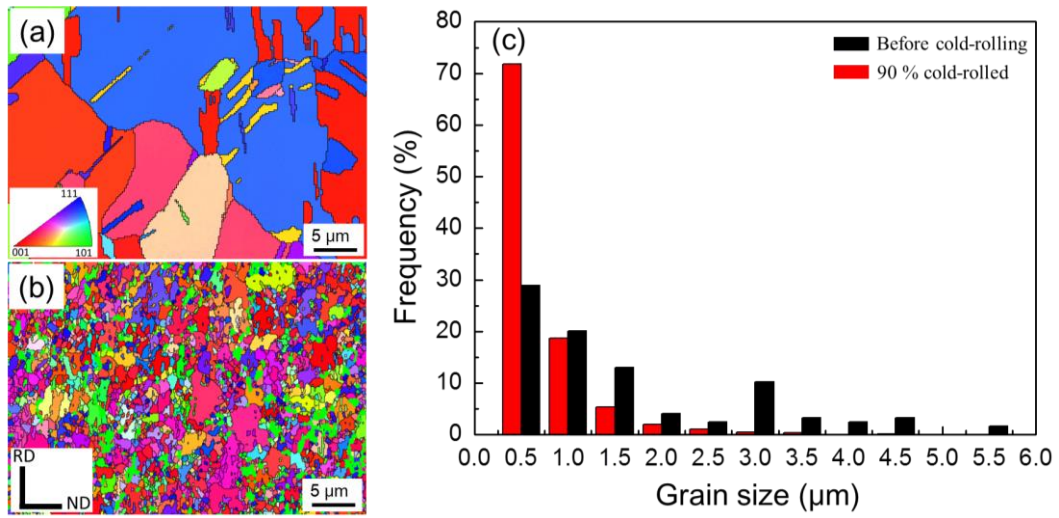 (a)
111
001
101
5 µm
(b)
RD
ND
5 µm
(c)
Before cold-rolling
90 % cold-rolled
Frequency (%)
80
70
60
50
40
30
20
10
0
0.0 0.5 1.0 1.5 2.0 2.5 3.0 3.5 4.0 4.5 5.0 5.5 6.0
Grain size (µm)